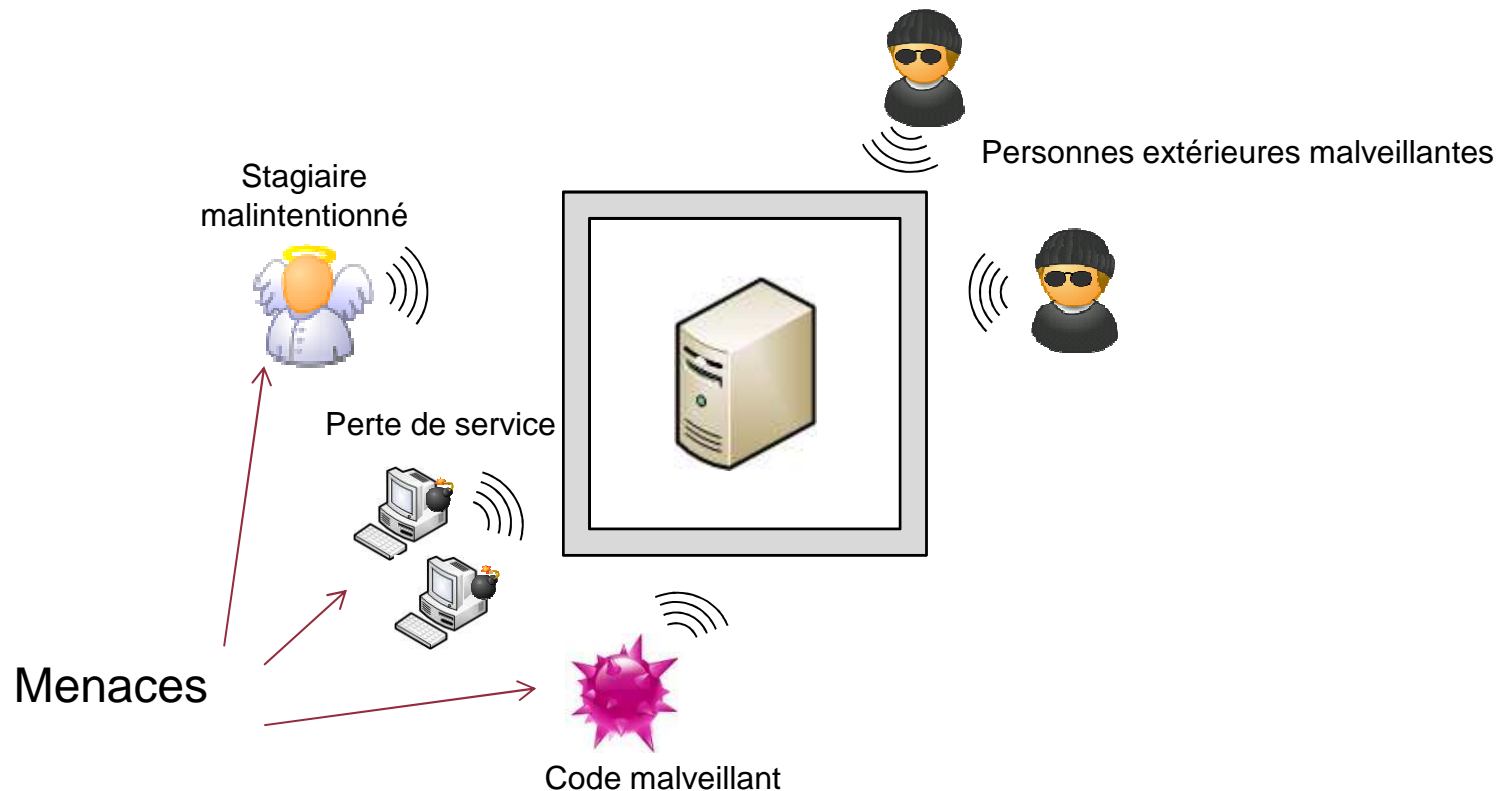 Personnes extérieures malveillantes
Stagiaire
malintentionné
Perte de service
Menaces
Code malveillant